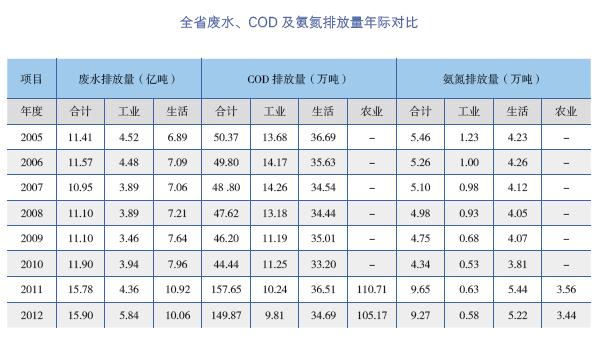 全省废水、COD 及氨氮排放量年际对比
项目 废水排放量（亿吨） COD 排放量（万吨） 氨氮排放量（万吨）
年度 合计 工业 生活 合计 工业 生活 农业 合计 工业 生活 农业
2005 11.41 4.52 6.89 50.37 13.68 36.69 – 5.46 1.23 4.23 –
2006 11.57 4.48 7.09 49.80 14.17 35.63 – 5.26 1.00 4.26 –
2007 10.95 3.89 7.06 48 .80 14.26 34.54 – 5.10 0.98 4.12 –
2008 11.10 3.89 7.21 47.62 13.18 34.44 – 4.98 0.93 4.05 –
2009 11.10 3.46 7.64 46.20 11.19 35.01 – 4.75 0.68 4.07 –
2010 11.90 3.94 7.96 44.44 11.25 33.20 – 4.34 0.53 3.81 –
2011 15.78 4.36 10.92 157.65 10.24 36.51 110.71 9.65 0.63 5.44 3.56
2012 15.90 5.84 10.06 149.87 9.81 34.69 105.17 9.27 0.58 5.22 3.44